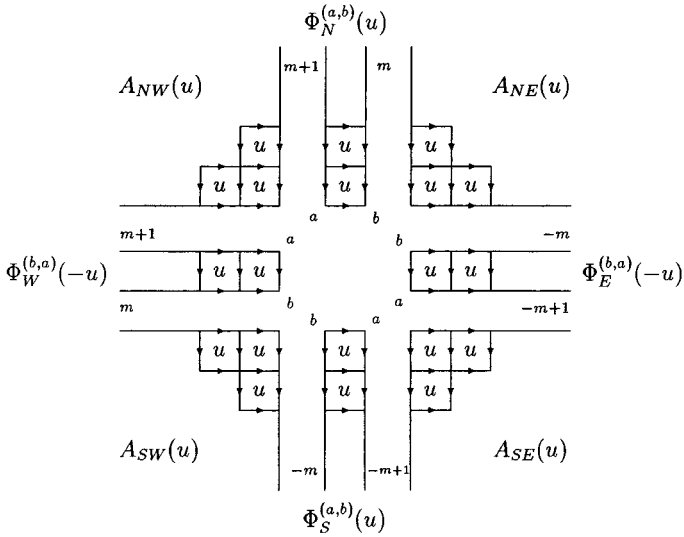 Φ_N^{(a,b)}(u)
m+1 m
A_{NW}(u) A_{NE}(u)
u u
u u u u u
a b
m+1 a b −m
Φ_W^{(b,a)}(−u) u u u u Φ_E^{(b,a)}(−u)
m b a −m+1
b a
u u u u u
u u u
A_{SW}(u) A_{SE}(u)
−m −m+1
Φ_S^{(a,b)}(u)